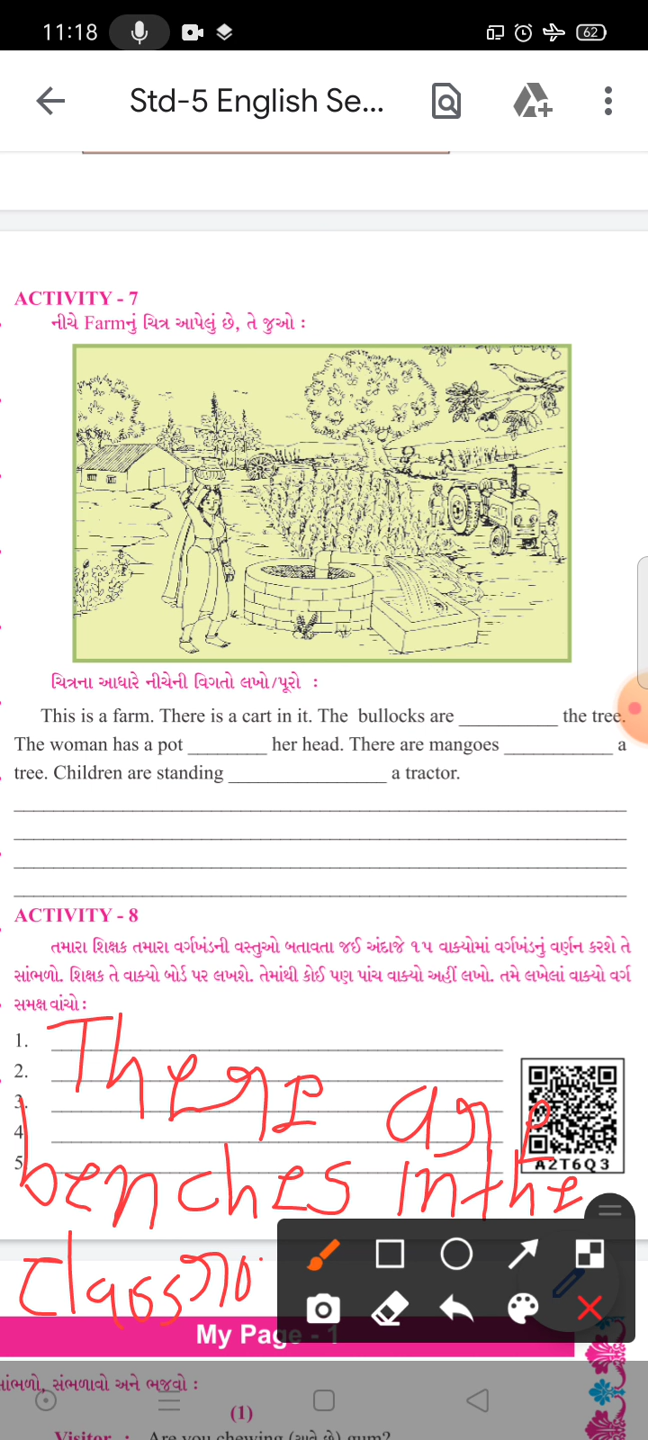 11:18
62
Std-5 English Se...
ACTIVITY - 7
નીચે Farmનું ચિત્ર આપેલું છે, તે જુઓ :
ચિત્રના આધારે નીચેની વિગતો લખો/પૂરો :
This is a farm. There is a cart in it. The bullocks are __________ the tree.
The woman has a pot ________ her head. There are mangoes ___________ a
tree. Children are standing ________________ a tractor.
ACTIVITY - 8
તમારા શિક્ષક તમારા વર્ગખંડની વસ્તુઓ બતાવતા જઈ અંદાજે ૧૫ વાક્યોમાં વર્ગખંડનું વર્ણન કરશે તે
સાંભળો. શિક્ષક તે વાક્યો બોર્ડ પર લખશે. તેમાંથી કોઈ પણ પાંચ વાક્યો અહીં લખો. તમે લખેલાં વાક્યો વર્ગ
સમક્ષ વાંચો :
1.
2.
3.
4
5
There are
benches in the
classro
A2T6Q3
My Page - 1
સાંભળો, સંભળાવો અને ભજવો :
(1)
Visitor : Are you chewing (ખાતે છે) gum?